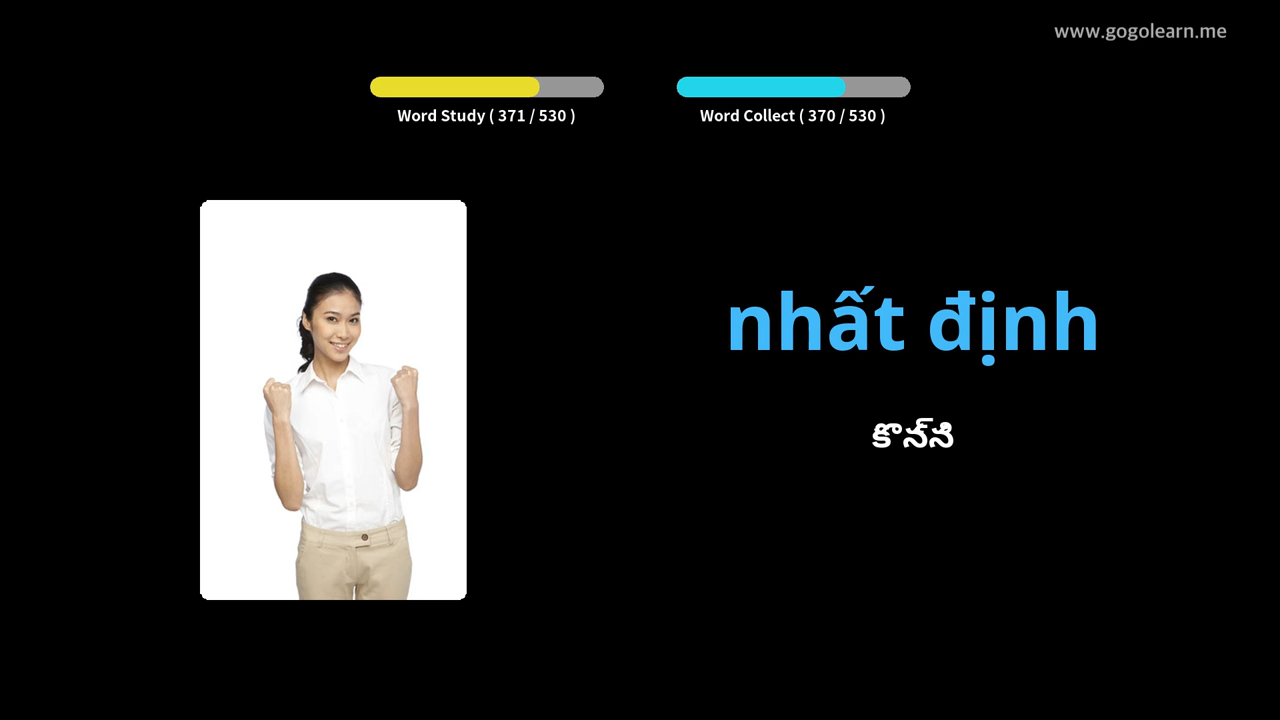 www.gogolearn.me
Word Study ( 371 / 530 )
Word Collect ( 370 / 530 )
nhất định
కొన్‌ని